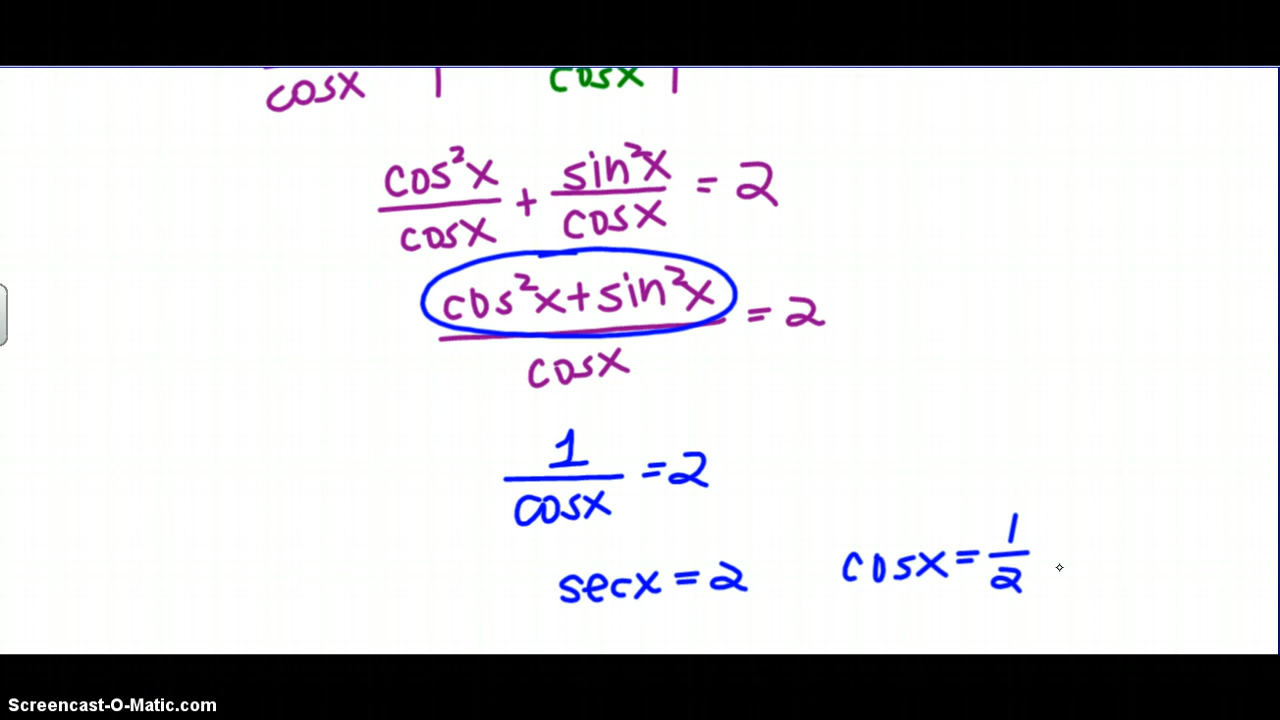 cosx 1 cosx 1
cos²x/cosx + sin²x/cosx = 2
cos²x+sin²x/cosx = 2
1/cosx = 2
secx = 2 cosx = 1/2
Screencast-O-Matic.com